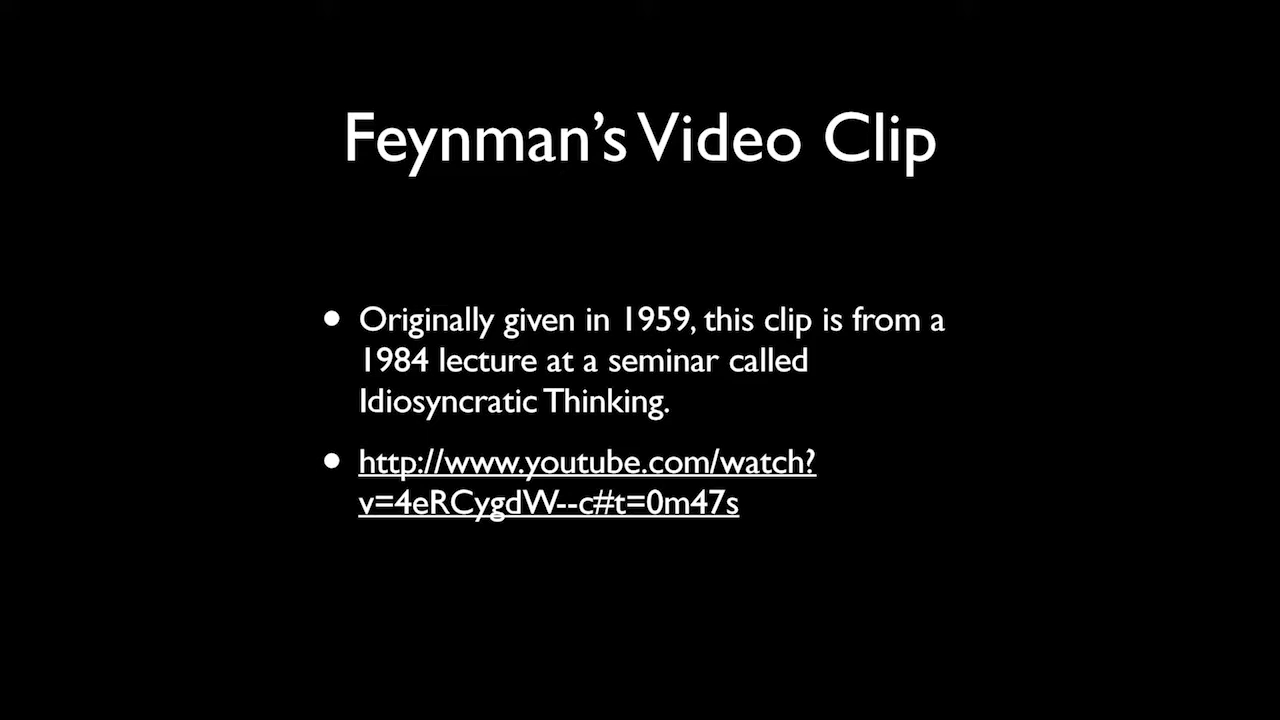 Feynman's Video Clip
• Originally given in 1959, this clip is from a
1984 lecture at a seminar called
Idiosyncratic Thinking.
• http://www.youtube.com/watch?
v=4eRCygdW--c#t=0m47s